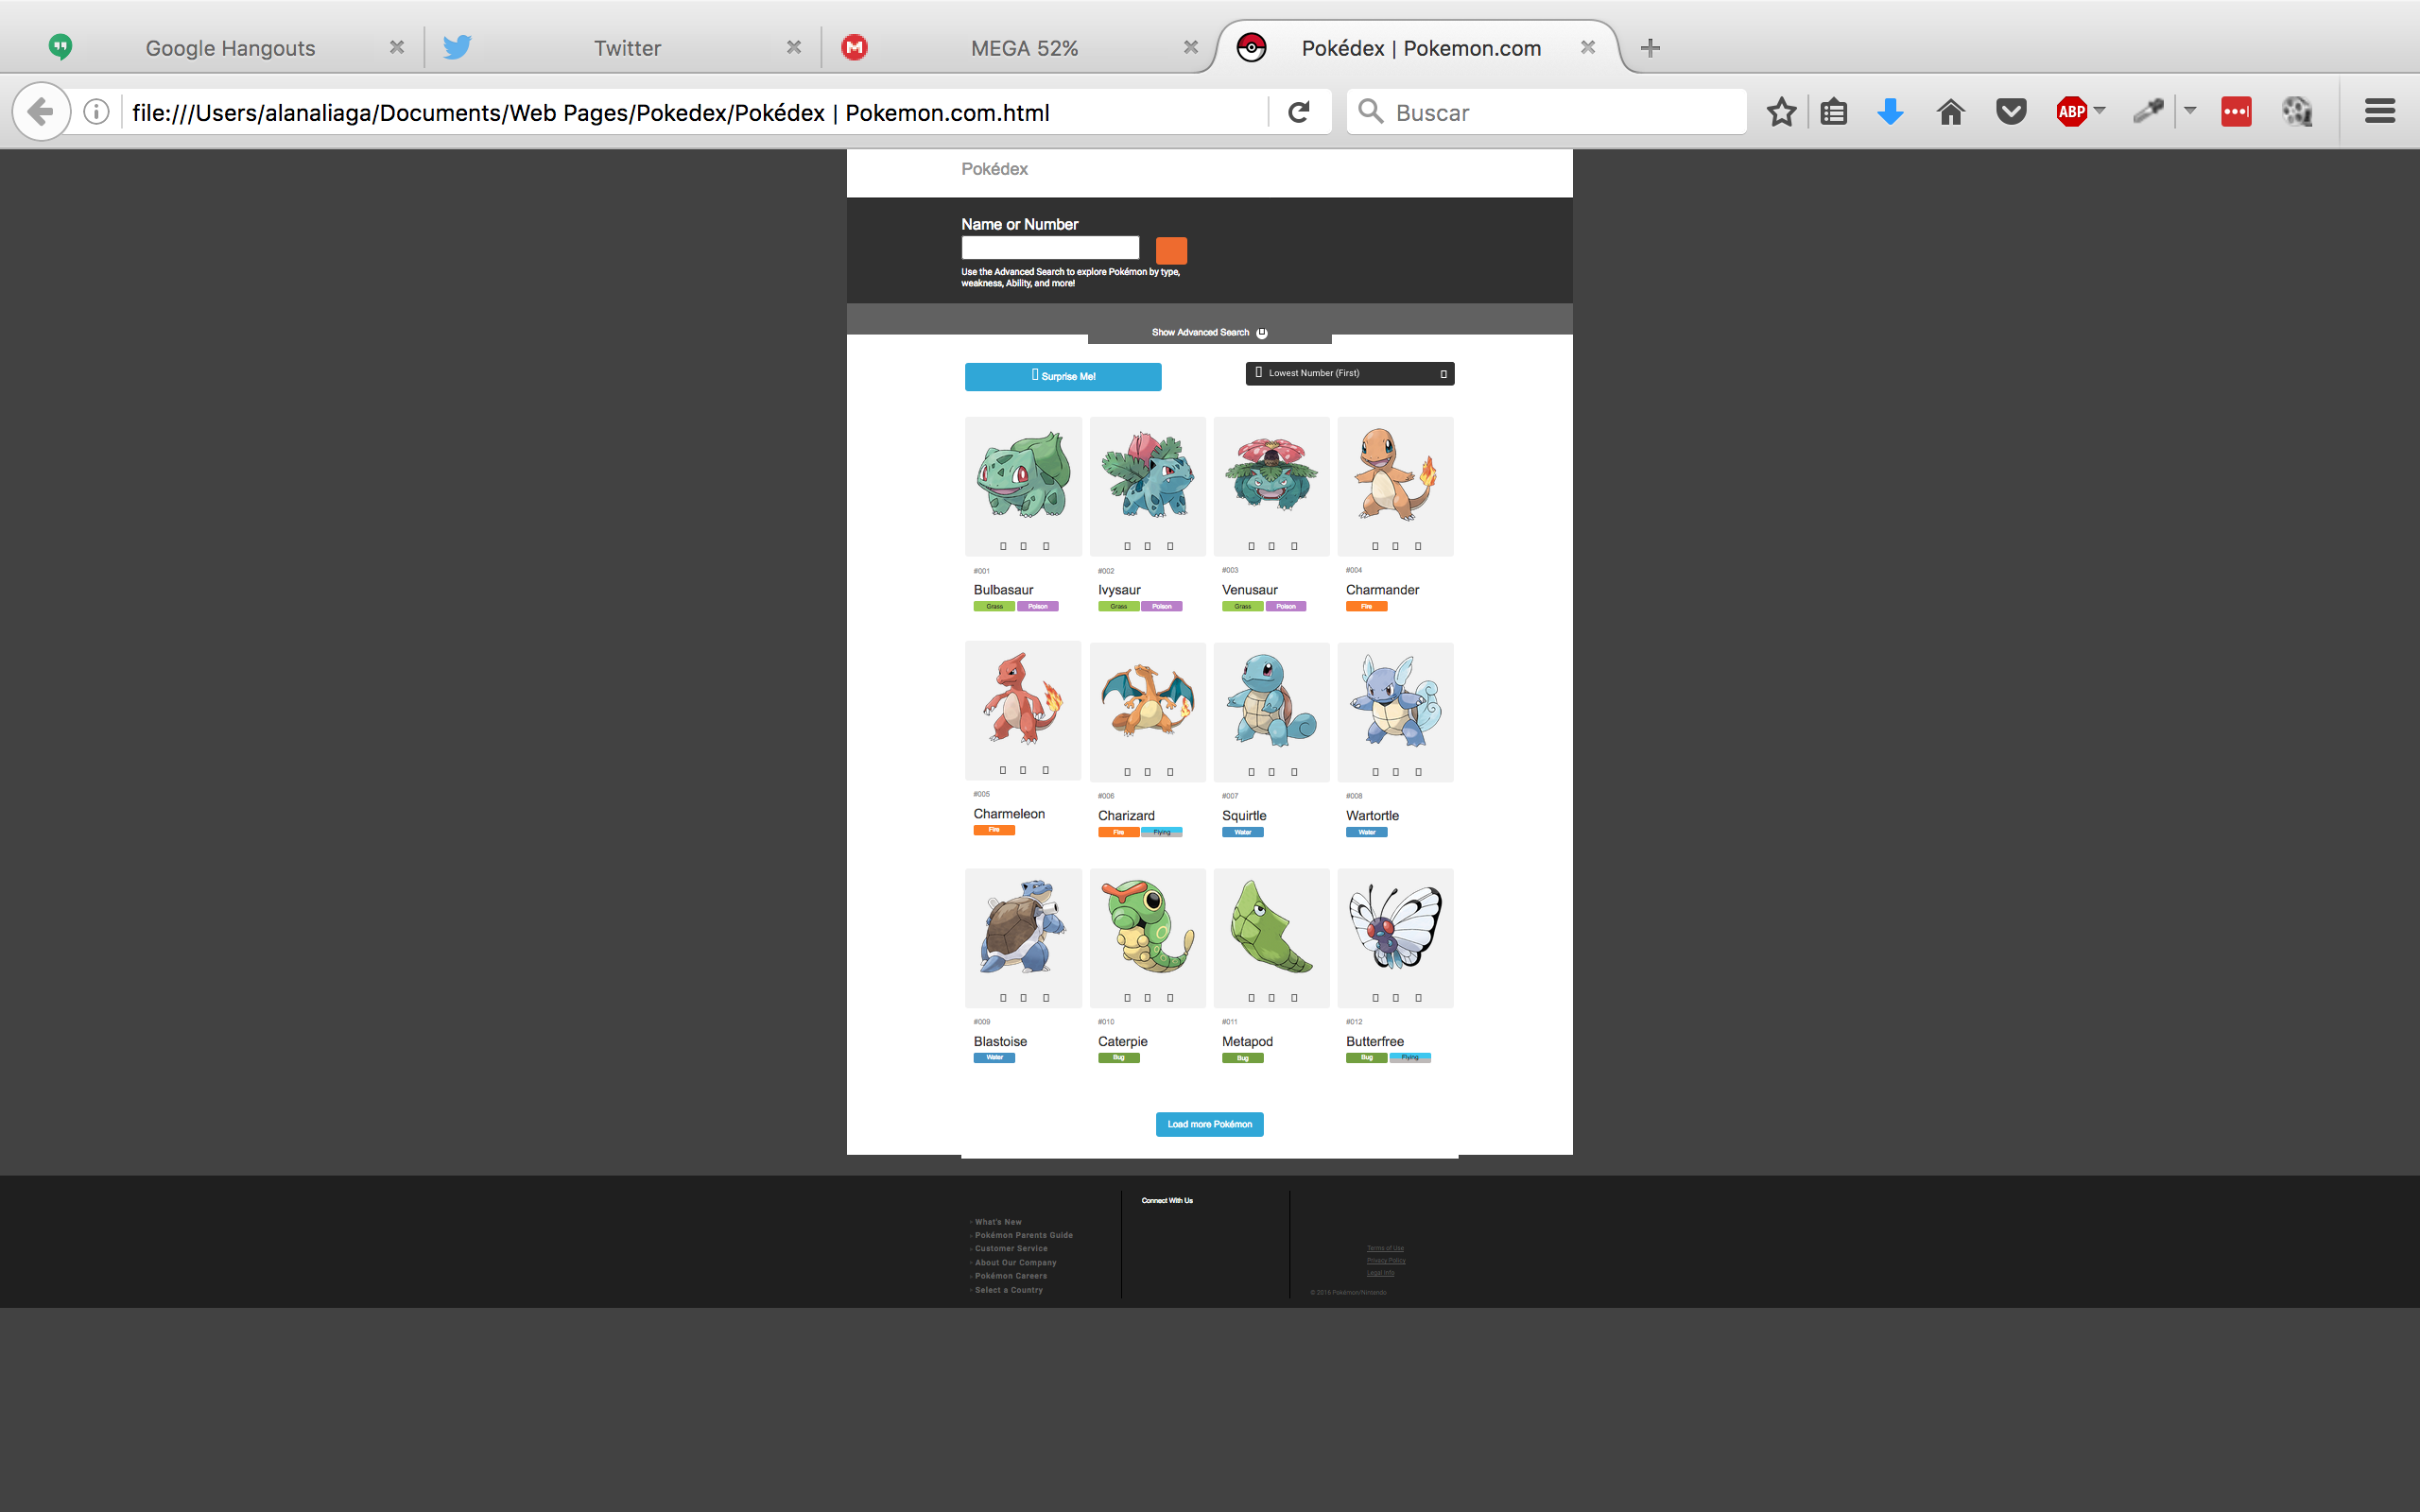 Google Hangouts
Twitter
MEGA 52%
Pokédex | Pokemon.com
file:///Users/alanaliaga/Documents/Web Pages/Pokedex/Pokédex | Pokemon.com.html
Buscar
ABP
Pokédex
Name or Number
Use the Advanced Search to explore Pokémon by type,
weakness, Ability, and more!
Show Advanced Search
Surprise Me!
Lowest Number (First)
#001
#002
#003
#004
Bulbasaur
Ivysaur
Venusaur
Charmander
Grass Poison
Grass Poison
Grass Poison
Fire
#005
#006
#007
#008
Charmeleon
Charizard
Squirtle
Wartortle
Fire
Fire Flying
Water
Water
#009
#010
#011
#012
Blastoise
Caterpie
Metapod
Butterfree
Water
Bug
Bug
Bug Flying
Load more Pokémon
Connect With Us
What's New
Pokémon Parents Guide
Customer Service
About Our Company
Pokémon Careers
Select a Country
Terms of Use
Privacy Policy
Legal Info
© 2016 Pokémon/Nintendo